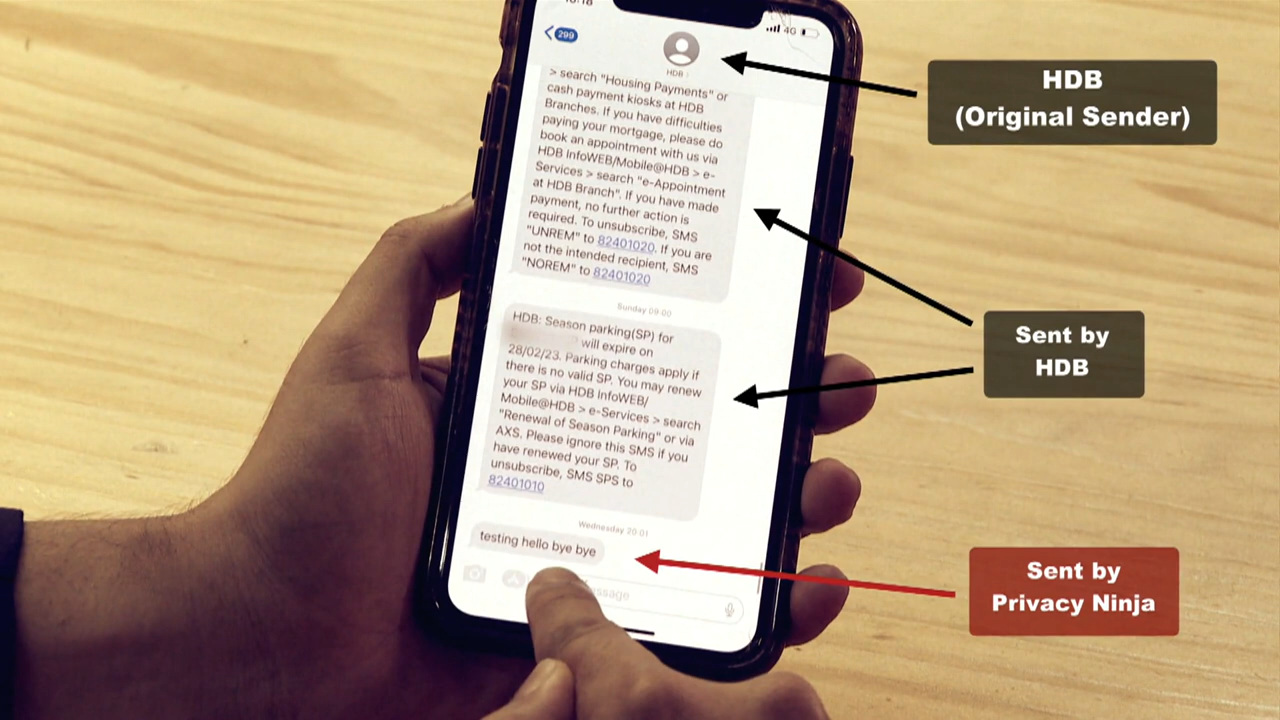 299
4G
HDB
> search "Housing Payments" or
cash payment kiosks at HDB
Branches. If you have difficulties
paying your mortgage, please do
book an appointment with us via
HDB InfoWEB/Mobile@HDB > e-
Services > search "e-Appointment
at HDB Branch". If you have made
payment, no further action is
required. To unsubscribe, SMS
"UNREM" to 82401020. If you are
not the intended recipient, SMS
"NOREM" to 82401020
Sunday 09:00
HDB: Season parking(SP) for
will expire on
28/02/23. Parking charges apply if
there is no valid SP. You may renew
your SP via HDB InfoWEB/
Mobile@HDB > e-Services > search
"Renewal of Season Parking" or via
AXS. Please ignore this SMS if you
have renewed your SP. To
unsubscribe, SMS SPS to
82401010
Wednesday 20:01
testing hello bye bye
HDB
(Original Sender)
Sent by
HDB
Sent by
Privacy Ninja